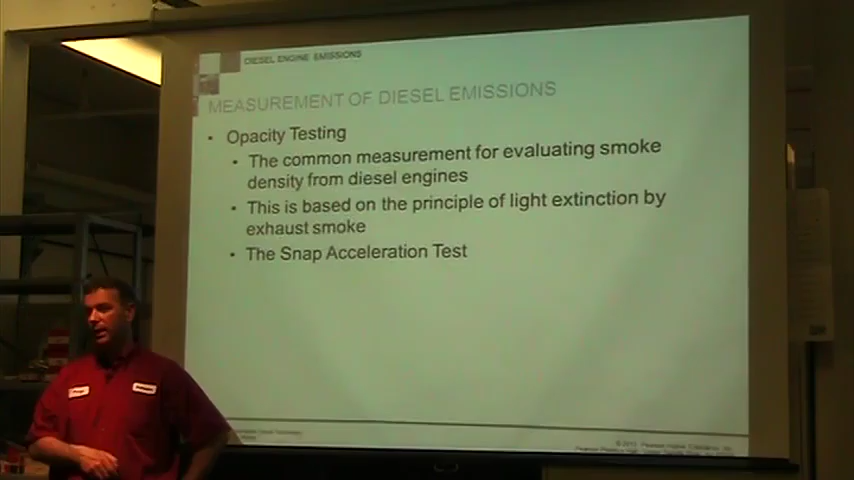 DIESEL ENGINE EMISSIONS
MEASUREMENT OF DIESEL EMISSIONS
• Opacity Testing
• The common measurement for evaluating smoke
density from diesel engines
• This is based on the principle of light extinction by
exhaust smoke
• The Snap Acceleration Test